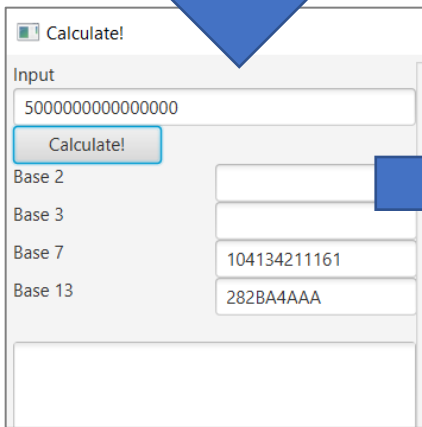 Calculate!
Input
5000000000000000
Calculate!
Base 2
Base 3
Base 7 104134211161
Base 13 282BA4AAA